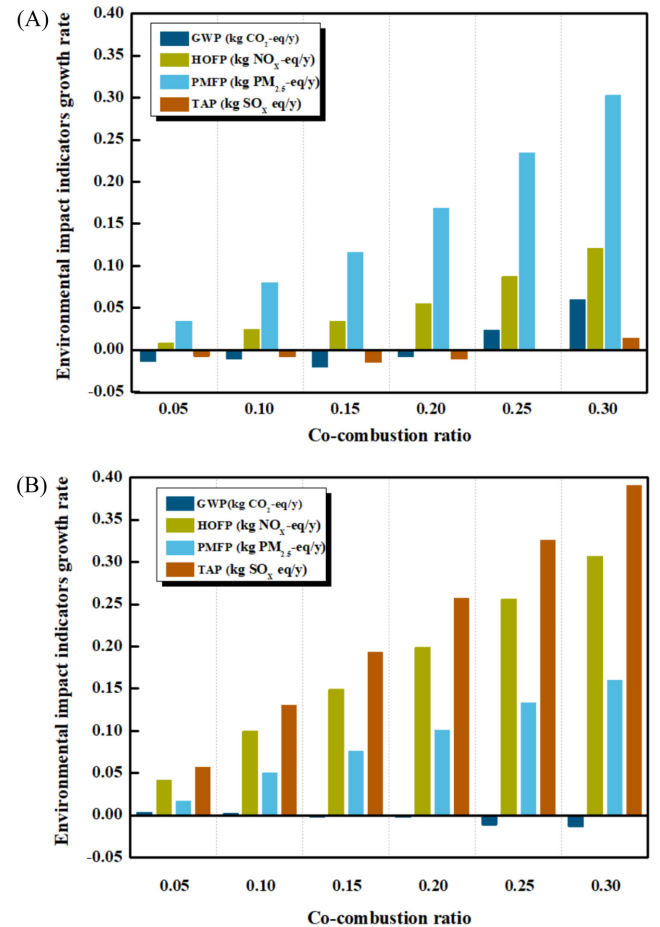 (A)
Environmental impact indicators growth rate
0.40
0.35
0.30
0.25
0.20
0.15
0.10
0.05
0.00
-0.05
GWP (kg CO₂-eq/y)
HOFP (kg NOₓ-eq/y)
PMFP (kg PM₂.₅-eq/y)
TAP (kg SOₓ eq/y)
0.05 0.10 0.15 0.20 0.25 0.30
Co-combustion ratio
(B)
Environmental impact indicators growth rate
0.40
0.35
0.30
0.25
0.20
0.15
0.10
0.05
0.00
-0.05
GWP(kg CO₂-eq/y)
HOFP (kg NOₓ-eq/y)
PMFP (kg PM₂.₅-eq/y)
TAP (kg SOₓ eq/y)
0.05 0.10 0.15 0.20 0.25 0.30
Co-combustion ratio